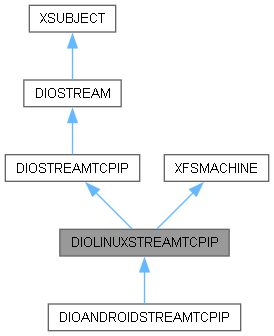 XSUBJECT
DIOSTREAM
DIOSTREAMTCPIP XFSMACHINE
DIOLINUXSTREAMTCPIP
DIOANDROIDSTREAMTCPIP